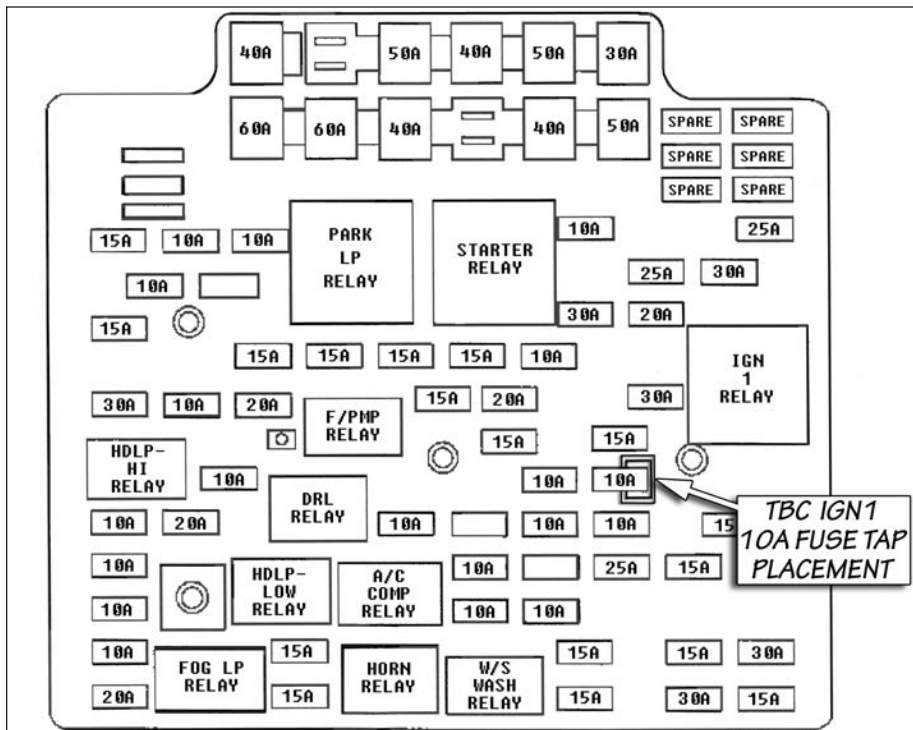 40A 50A 40A 50A 30A
60A 60A 40A 40A 50A
SPARE SPARE
SPARE SPARE
SPARE SPARE
15A 10A 10A
PARK
LP
RELAY
STARTER
RELAY
10A
25A
10A
25A 30A
15A
30A 20A
15A 15A 15A 15A 10A
IGN
1
RELAY
30A 10A 20A
F/PMP
RELAY
15A 20A
30A
15A
15A
HDLP-
HI
RELAY
10A
DRL
RELAY
10A
10A
TBC IGN1
10A FUSE TAP
PLACEMENT
10A 20A
10A
10A
10A
15
10A
HDLP-
LOW
RELAY
A/C
COMP
RELAY
10A
25A 15A
10A
10A 10A
10A
FOG LP
RELAY
15A
HORN
RELAY
W/S
WASH
RELAY
15A
15A 30A
20A
15A
15A
30A 15A